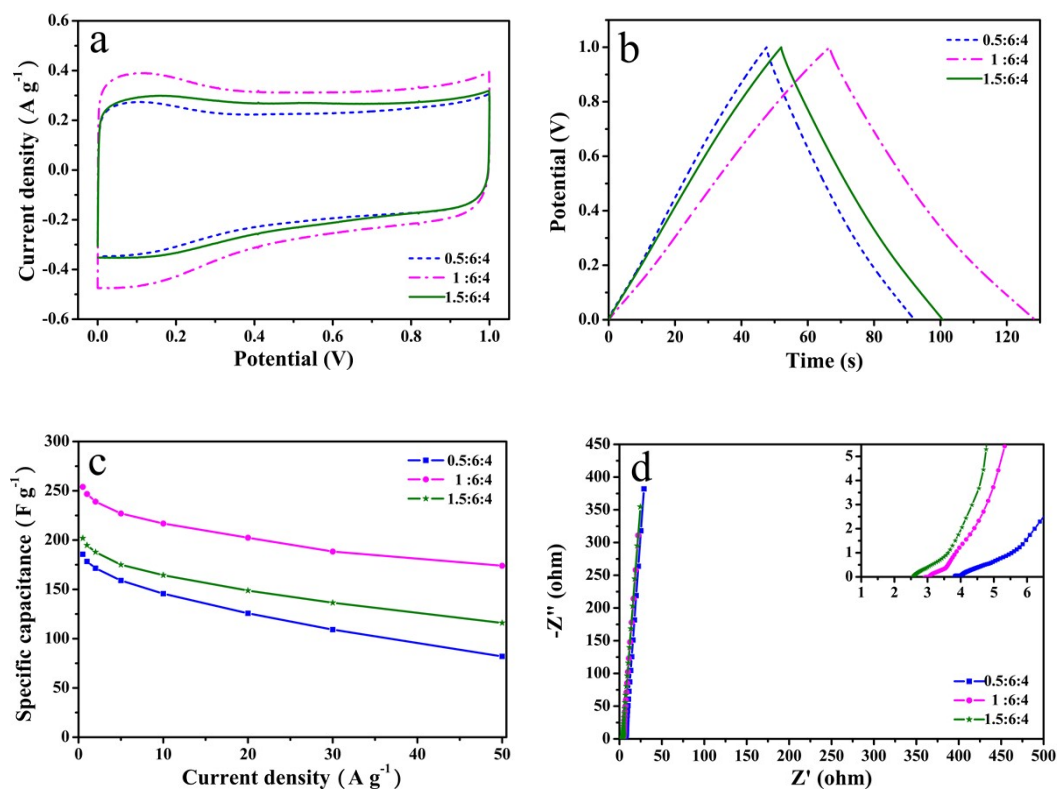 a
Current density ( A g⁻¹)
0.6
0.4
0.2
0.0
-0.2
-0.4
-0.6
0.0 0.2 0.4 0.6 0.8 1.0
Potential (V)
0.5:6:4
1 :6:4
1.5:6:4
b
Potential (V)
1.0
0.8
0.6
0.4
0.2
1.0
0 20 40 60 80 100 120
Time (s)
0.5:6:4
1 :6:4
1.5:6:4
c
Specific capacitance ( F g⁻¹)
300
250
200
150
100
50
0
0 10 20 30 40 50
Current density ( A g⁻¹)
0.5:6:4
1 :6:4
1.5:6:4
d
-Z'' (ohm)
450
400
350
300
250
200
150
100
50
0
0 50 100 150 200 250 300 350 400 450 500
Z' (ohm)
5
4
3
2
1
0
1 2 3 4 5 6
0.5:6:4
1 :6:4
1.5:6:4